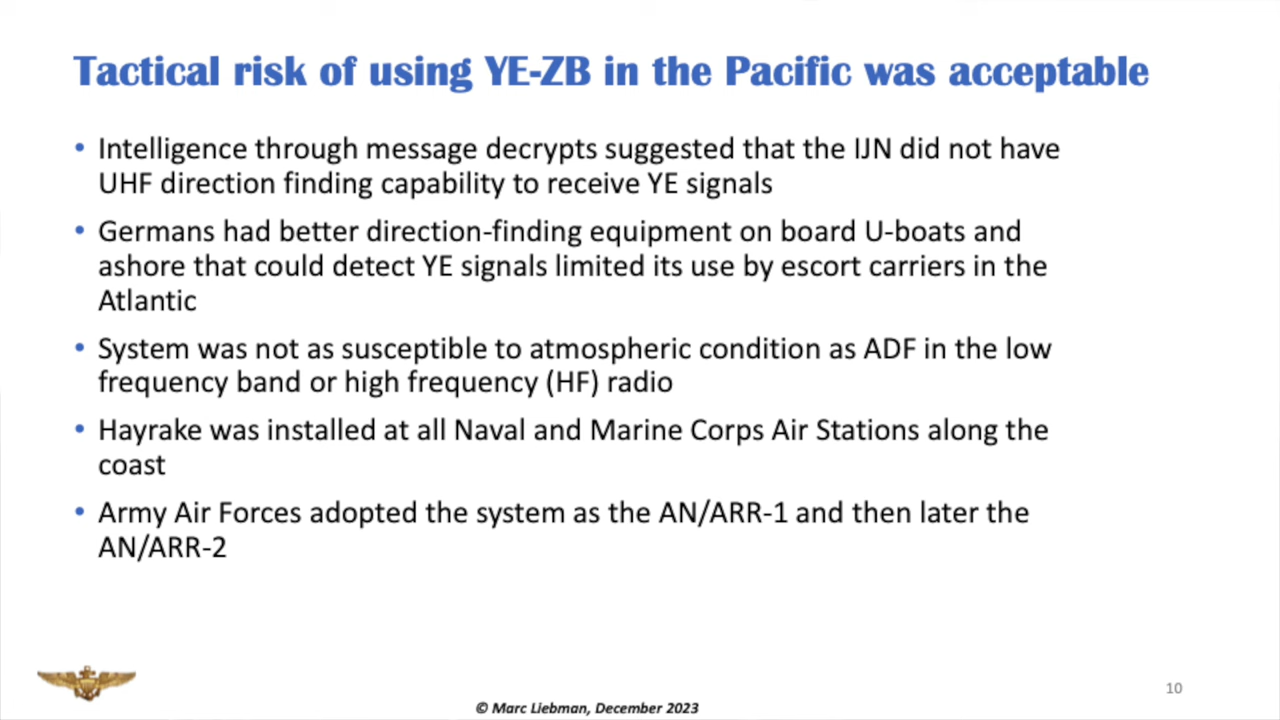 Tactical risk of using YE-ZB in the Pacific was acceptable
• Intelligence through message decrypts suggested that the IJN did not have
UHF direction finding capability to receive YE signals
• Germans had better direction-finding equipment on board U-boats and
ashore that could detect YE signals limited its use by escort carriers in the
Atlantic
• System was not as susceptible to atmospheric condition as ADF in the low
frequency band or high frequency (HF) radio
• Hayrake was installed at all Naval and Marine Corps Air Stations along the
coast
• Army Air Forces adopted the system as the AN/ARR-1 and then later the
AN/ARR-2
10
© Marc Liebman, December 2023